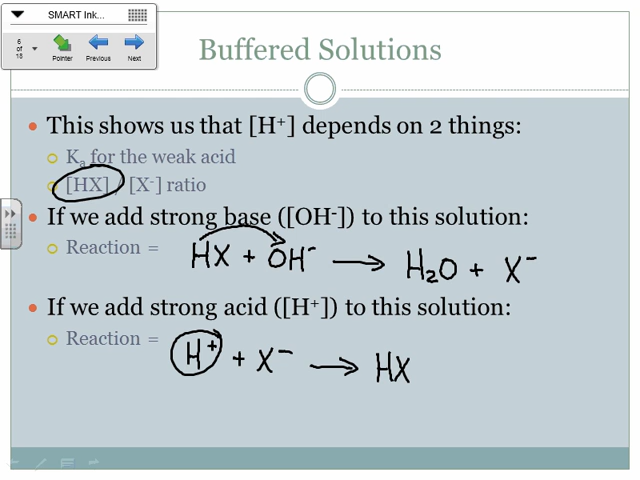 SMART Ink...
6 of 18
Pointer Previous Next
Buffered Solutions
This shows us that [H⁺] depends on 2 things:
Kₐ for the weak acid
[HX] / [X⁻] ratio
If we add strong base ([OH⁻]) to this solution:
Reaction = HX + OH⁻ → H₂O + X⁻
If we add strong acid ([H⁺]) to this solution:
Reaction = H⁺ + X⁻ → HX